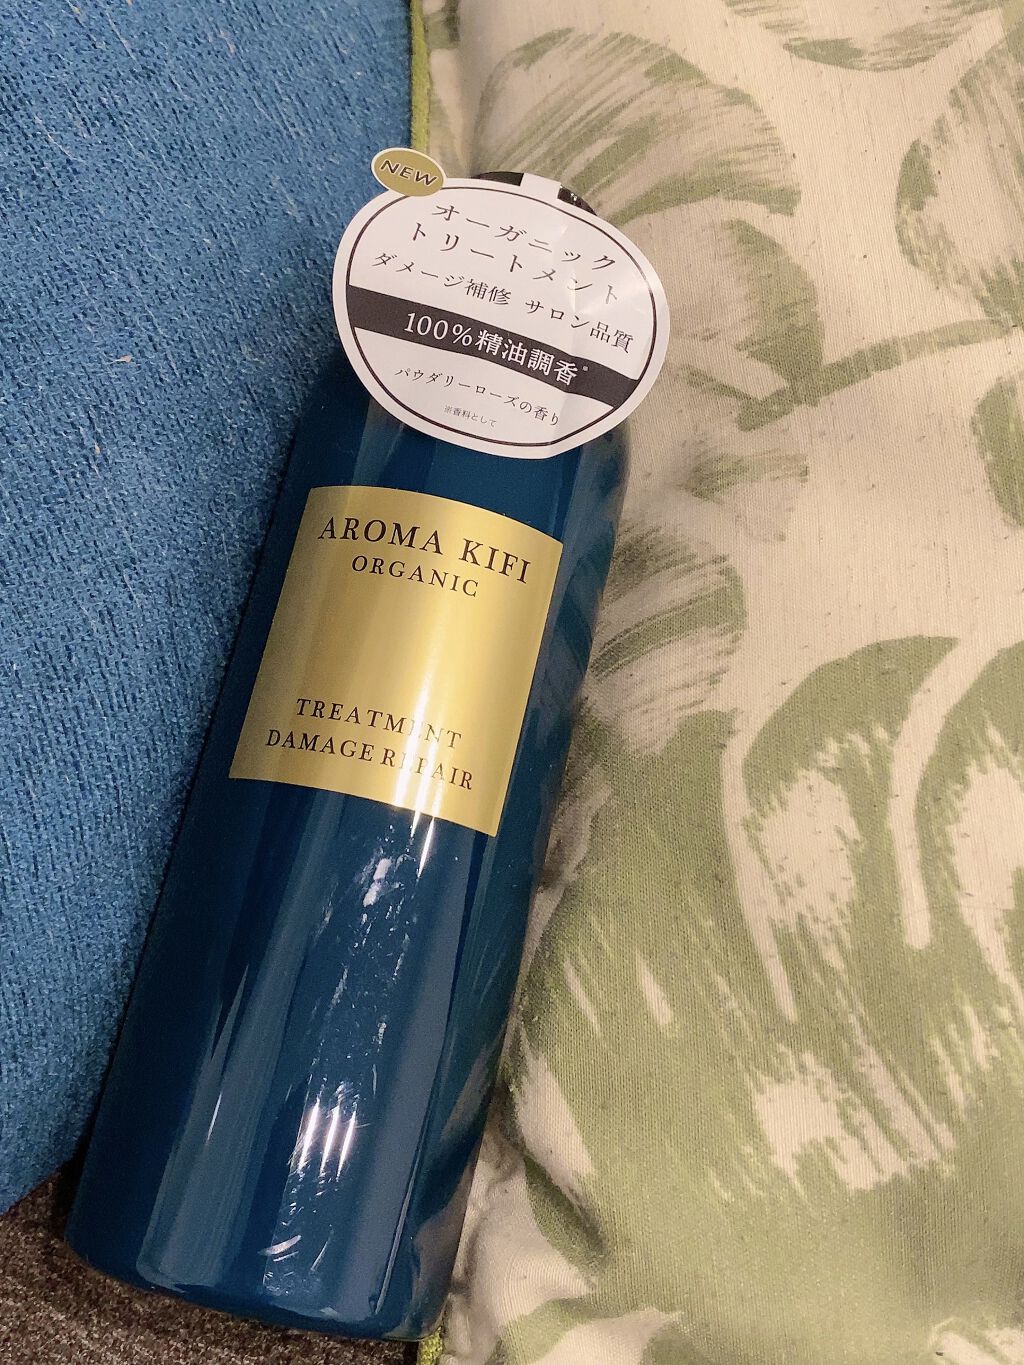 NEW
オーガニック
トリートメント
ダメージ補修 サロン品質
100%精油調香※
パウダリーローズの香り
※香料として
AROMA KIFI
ORGANIC
TREATMENT
DAMAGE REPAIR